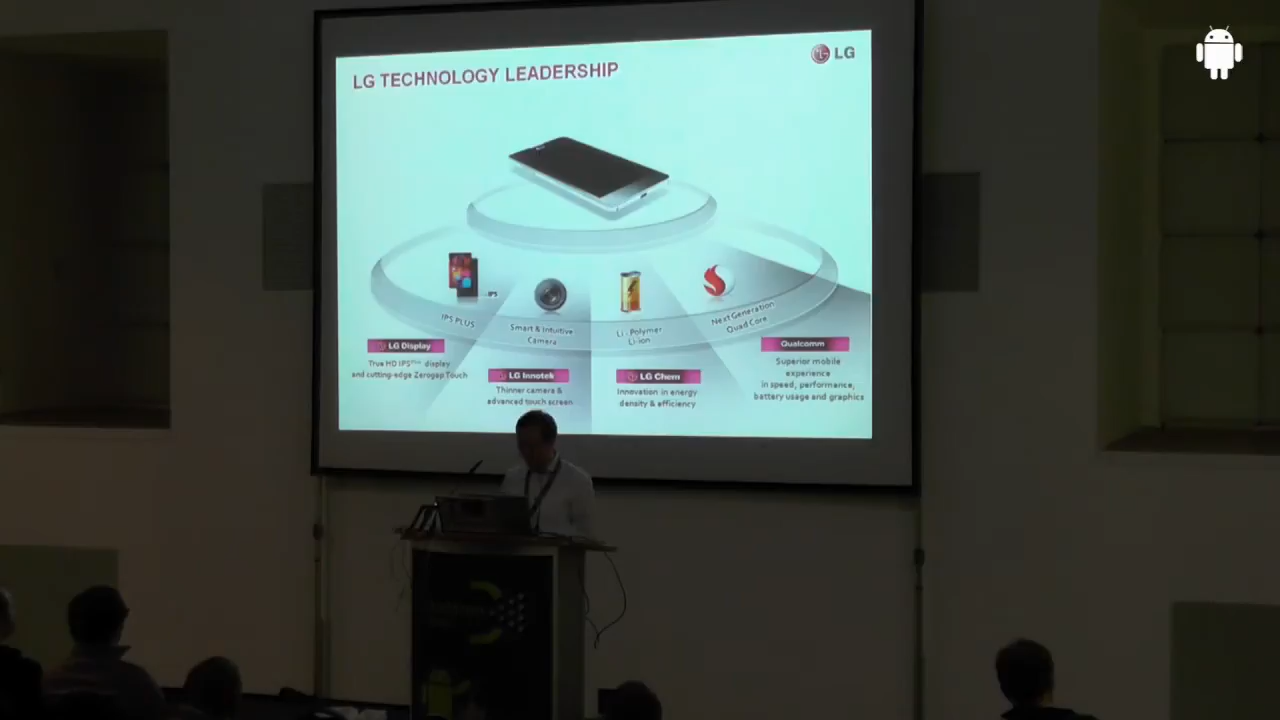 LG TECHNOLOGY LEADERSHIP
LG
IPS
IPS PLUS
Smart & Intuitive
Camera
Li - Polymer
Li-ion
Next Generation
Quad Core
LG Display
True HD IPS Plus display
and cutting-edge Zerogap Touch
LG Innotek
Thinner camera &
advanced touch screen
LG Chem
Innovation in energy
density & efficiency
Qualcomm
Superior mobile
experience
in speed, performance,
battery usage and graphics